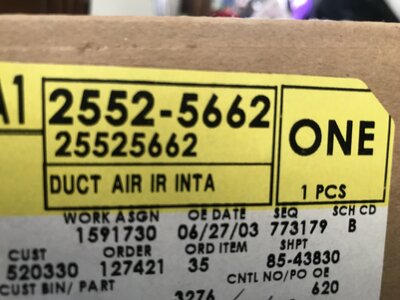 A1 2552-5662 ONE
25525662
DUCT AIR IR INTA 1 PCS
WORK ASGN OE DATE SEQ SCH CD
1591730 06/27/03 773179 B
CUST ORDER ORD ITEM SHPT
520330 127421 35 85-43830
CUST BIN/ PART CNTL NO/PO OE
3276 620